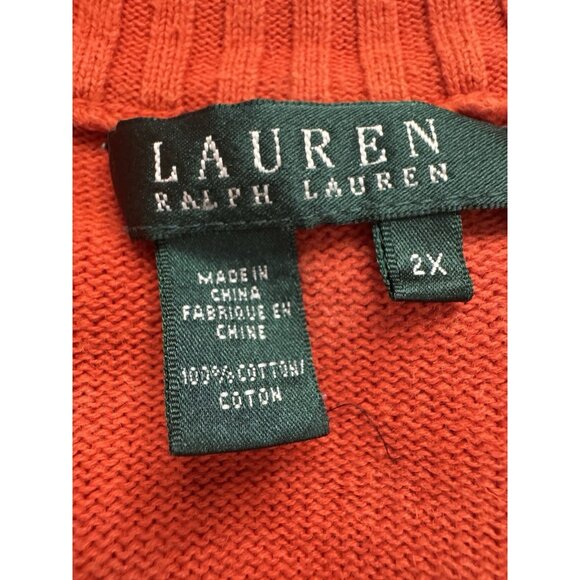 LAUREN
RALPH LAUREN
2X
MADE IN
CHINA
FABRIQUE EN
CHINE
100% COTTON/
COTON